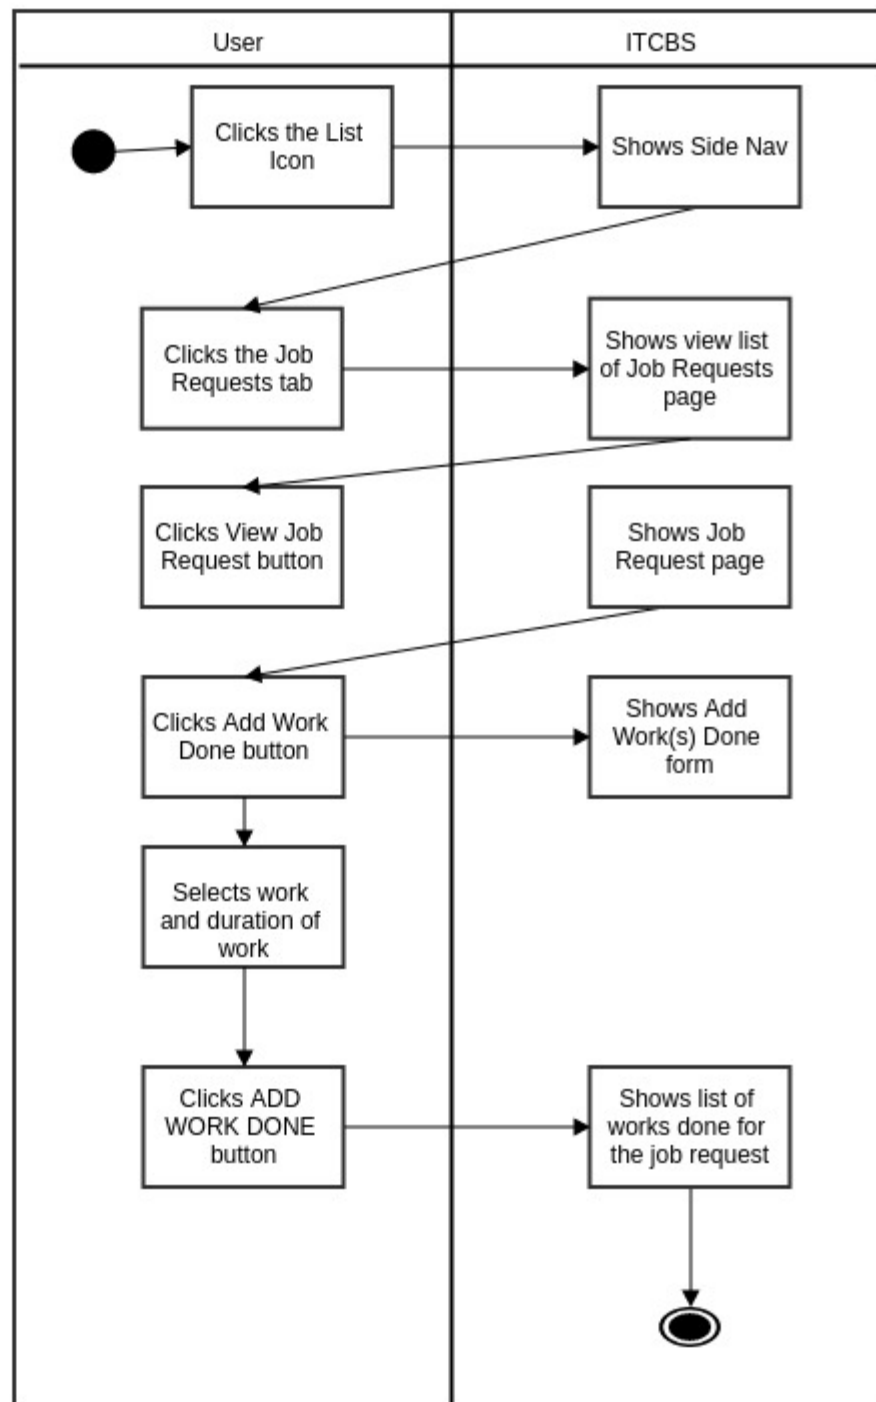 User
ITCBS
Clicks the List
Icon
Shows Side Nav
Clicks the Job
Requests tab
Shows view list
of Job Requests
page
Clicks View Job
Request button
Shows Job
Request page
Clicks Add Work
Done button
Shows Add
Work(s) Done
form
Selects work
and duration of
work
Clicks ADD
WORK DONE
button
Shows list of
works done for
the job request